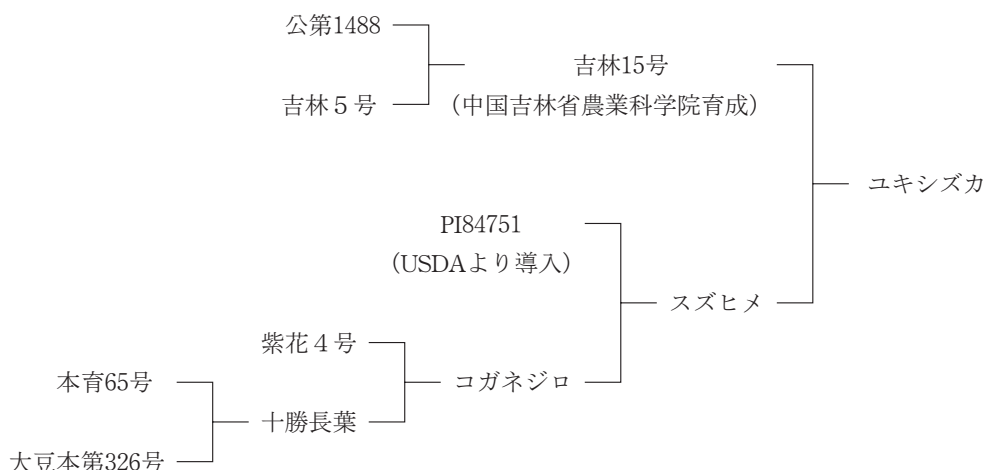 公第1488
吉林15号
吉林５号
（中国吉林省農業科学院育成）
ユキシズカ
PI84751
（USDAより導入）
スズヒメ
紫花４号
本育65号
コガネジロ
十勝長葉
大豆本第326号